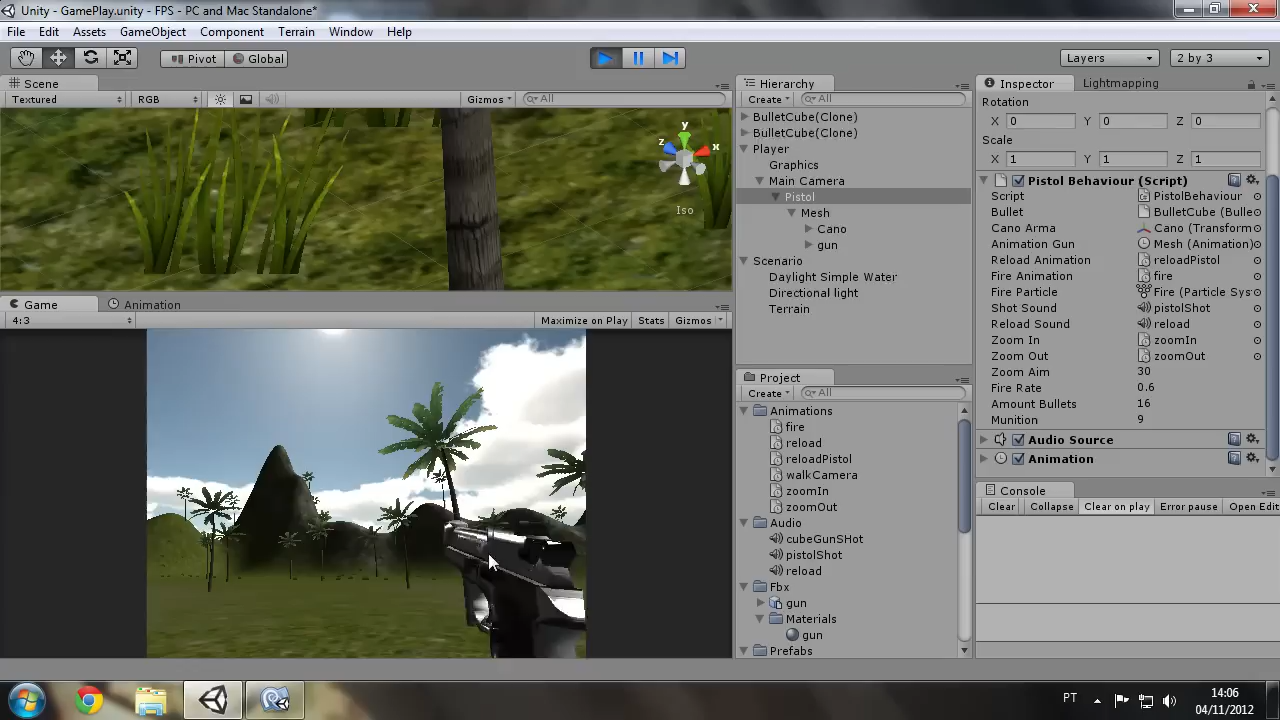 Unity - GamePlay.unity - FPS - PC and Mac Standalone*
File Edit Assets GameObject Component Terrain Window Help
Pivot Global Layers 2 by 3
Scene
Textured RGB Gizmos All
y
z x
Iso
Game Animation
4:3 Maximize on Play Stats Gizmos
Hierarchy
Create All
BulletCube(Clone)
BulletCube(Clone)
Player
Graphics
Main Camera
Pistol
Mesh
Cano
gun
Scenario
Daylight Simple Water
Directional light
Terrain
Project
Create All
Animations
fire
reload
reloadPistol
walkCamera
zoomIn
zoomOut
Audio
cubeGunSHot
pistolShot
reload
Fbx
gun
Materials
gun
Prefabs
Inspector Lightmapping
Rotation
X 0 Y 0 Z 0
Scale
X 1 Y 1 Z 1
Pistol Behaviour (Script)
Script PistolBehaviour
Bullet BulletCube (Bulle
Cano Arma Cano (Transform
Animation Gun Mesh (Animation)
Reload Animation reloadPistol
Fire Animation fire
Fire Particle Fire (Particle Sys
Shot Sound pistolShot
Reload Sound reload
Zoom In zoomIn
Zoom Out zoomOut
Zoom Aim 30
Fire Rate 0.6
Amount Bullets 16
Munition 9
Audio Source
Animation
Console
Clear Collapse Clear on play Error pause Open Edit
PT 14:06
04/11/2012